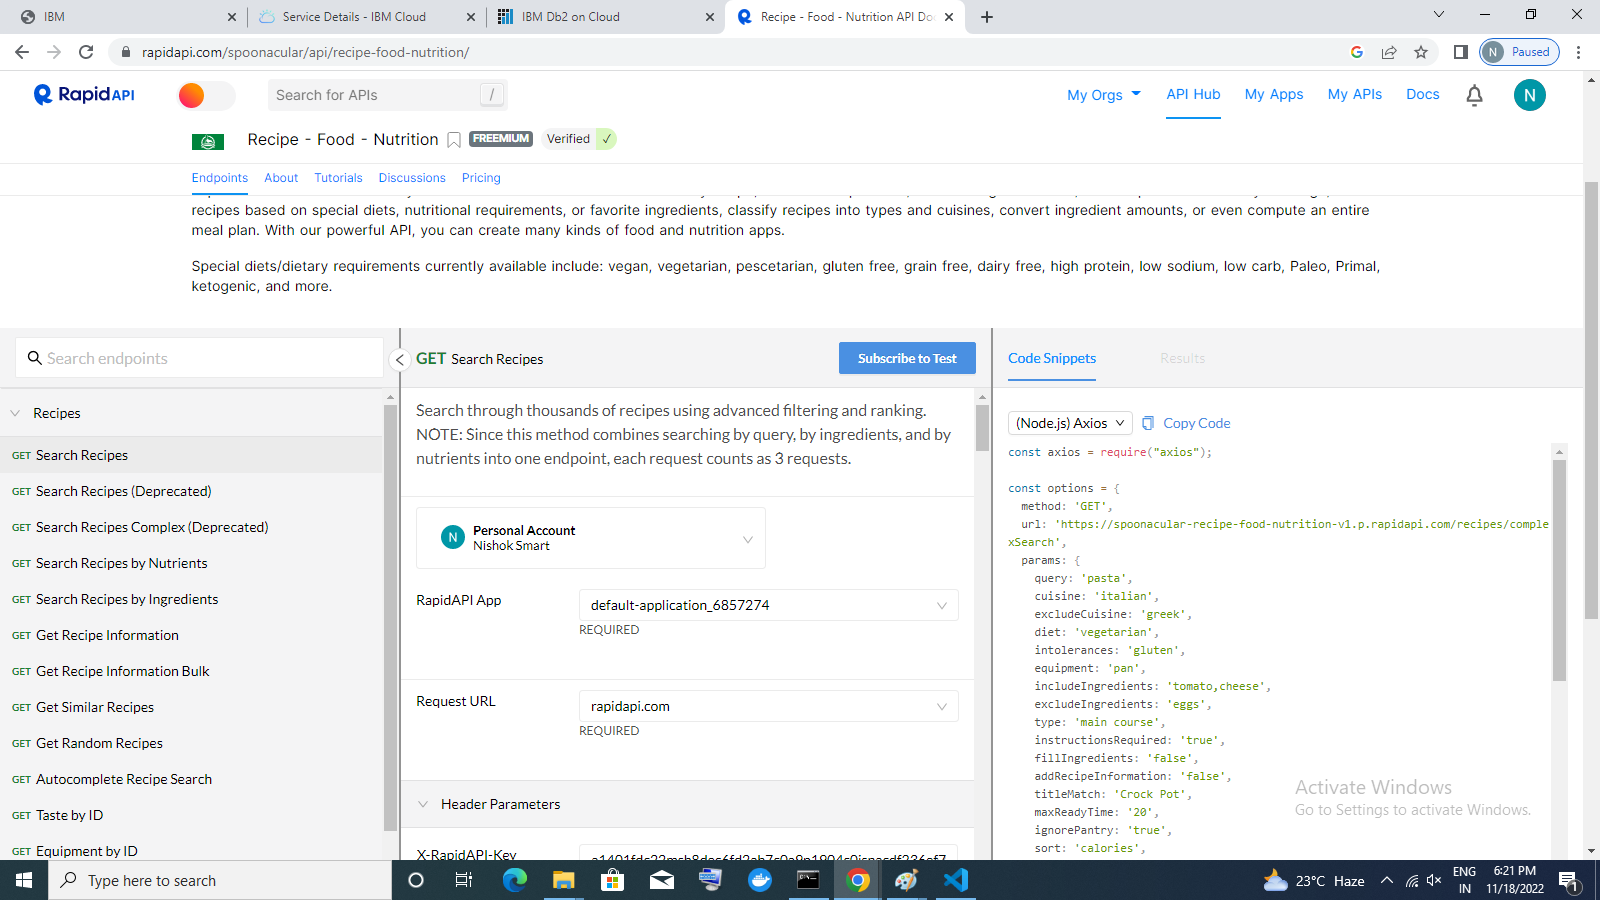 IBM
Service Details - IBM Cloud
IBM Db2 on Cloud
Recipe - Food - Nutrition API Do
rapidapi.com/spoonacular/api/recipe-food-nutrition/
N Paused
Rapid API
Search for APIs /
My Orgs
API Hub
My Apps
My APIs
Docs
N
Recipe - Food - Nutrition
FREEMIUM
Verified ✓
Endpoints
About
Tutorials
Discussions
Pricing
recipes based on special diets, nutritional requirements, or favorite ingredients, classify recipes into types and cuisines, convert ingredient amounts, or even compute an entire
meal plan. With our powerful API, you can create many kinds of food and nutrition apps.
Special diets/dietary requirements currently available include: vegan, vegetarian, pescetarian, gluten free, grain free, dairy free, high protein, low sodium, low carb, Paleo, Primal,
ketogenic, and more.
Search endpoints
Recipes
GET Search Recipes
GET Search Recipes (Deprecated)
GET Search Recipes Complex (Deprecated)
GET Search Recipes by Nutrients
GET Search Recipes by Ingredients
GET Get Recipe Information
GET Get Recipe Information Bulk
GET Get Similar Recipes
GET Get Random Recipes
GET Autocomplete Recipe Search
GET Taste by ID
GET Equipment by ID
GET Search Recipes
Subscribe to Test
Search through thousands of recipes using advanced filtering and ranking.
NOTE: Since this method combines searching by query, by ingredients, and by
nutrients into one endpoint, each request counts as 3 requests.
N
Personal Account
Nishok Smart
RapidAPI App
default-application_6857274
REQUIRED
Request URL
rapidapi.com
REQUIRED
Header Parameters
X-RapidAPI-Key
Code Snippets
Results
(Node.js) Axios
Copy Code
const axios = require("axios");
const options = {
method: 'GET',
url: 'https://spoonacular-recipe-food-nutrition-v1.p.rapidapi.com/recipes/comple
xSearch',
params: {
query: 'pasta',
cuisine: 'italian',
excludeCuisine: 'greek',
diet: 'vegetarian',
intolerances: 'gluten',
equipment: 'pan',
includeIngredients: 'tomato,cheese',
excludeIngredients: 'eggs',
type: 'main course',
instructionsRequired: 'true',
fillIngredients: 'false',
addRecipeInformation: 'false',
titleMatch: 'Crock Pot',
maxReadyTime: '20',
ignorePantry: 'true',
sort: 'calories',
Activate Windows
Go to Settings to activate Windows.
Type here to search
23°C Haze
ENG
IN
6:21 PM
11/18/2022
1